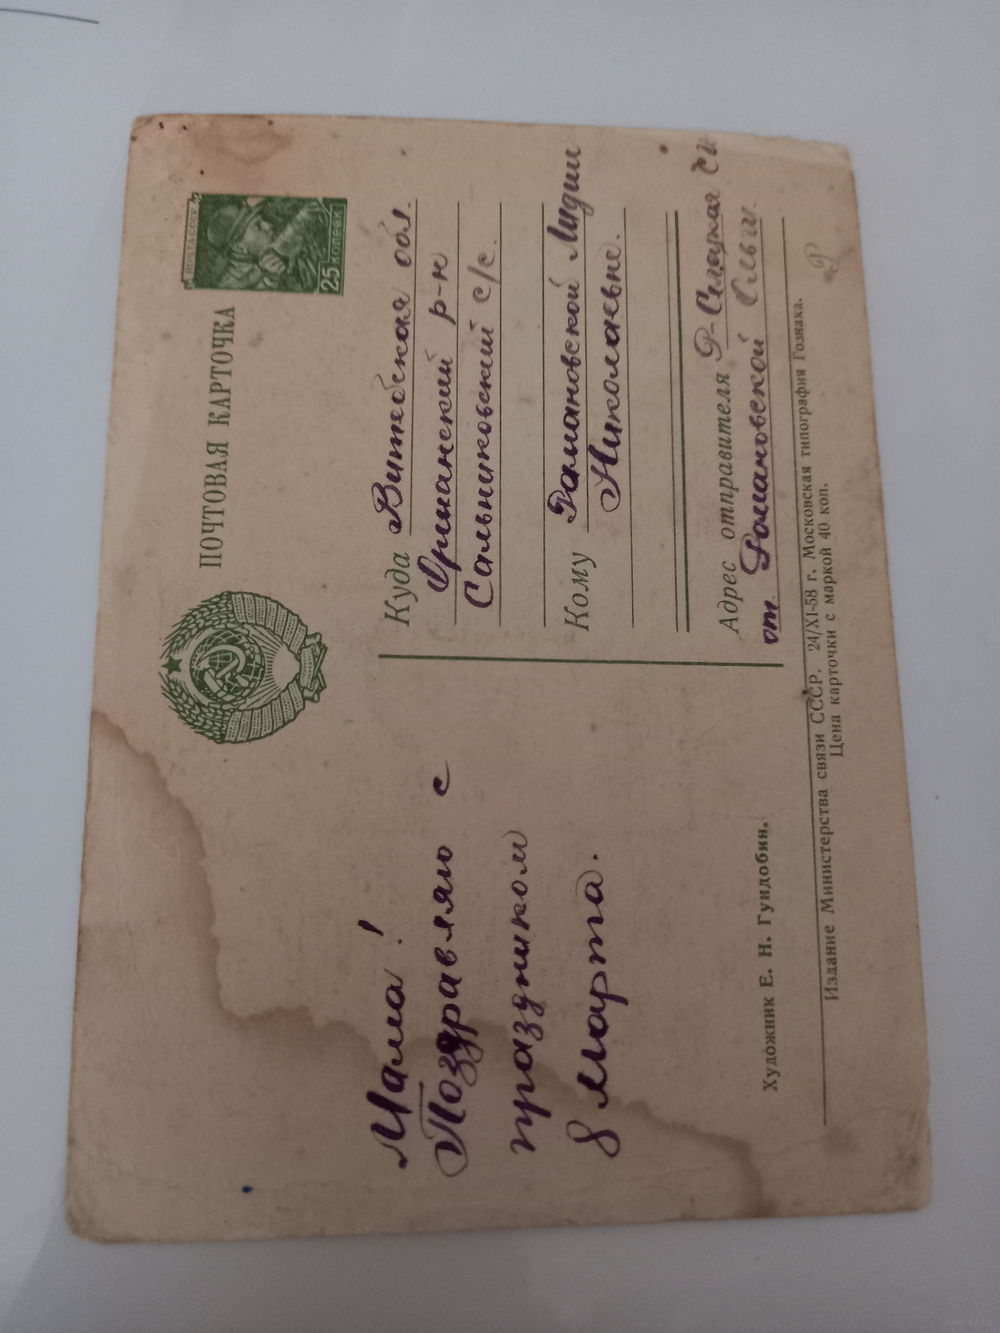 ПОЧТОВАЯ КАРТОЧКА
ПОЧТА СССР
25 КОПЕЕК
Мама!
Поздравляю с
праздником
8 марта.
Художник Е. Н. Гундобин.
Куда Витебская обл.
Оршанский р-н
Сальниковский с/с.
Кому Романовской Лидии
Николаевне.
Адрес отправителя
от Романовской Ольги.
Издание Министерства связи СССР. 24/XI-58 г. Московская типография Гознака.
Цена карточки с маркой 40 коп.